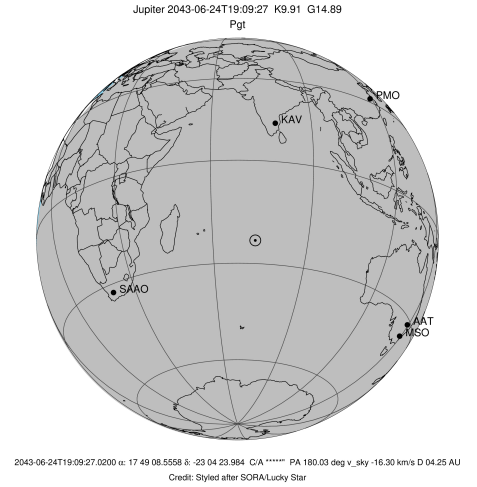 Jupiter 2043-06-24T19:09:27 K9.91 G14.89
Pgt
PMO
KAV
SAAO
AAT
MSO
2043-06-24T19:09:27.0200 α: 17 49 08.5558 δ: -23 04 23.984 C/A *****" PA 180.03 deg v_sky -16.30 km/s D 04.25 AU
Credit: Styled after SORA/Lucky Star